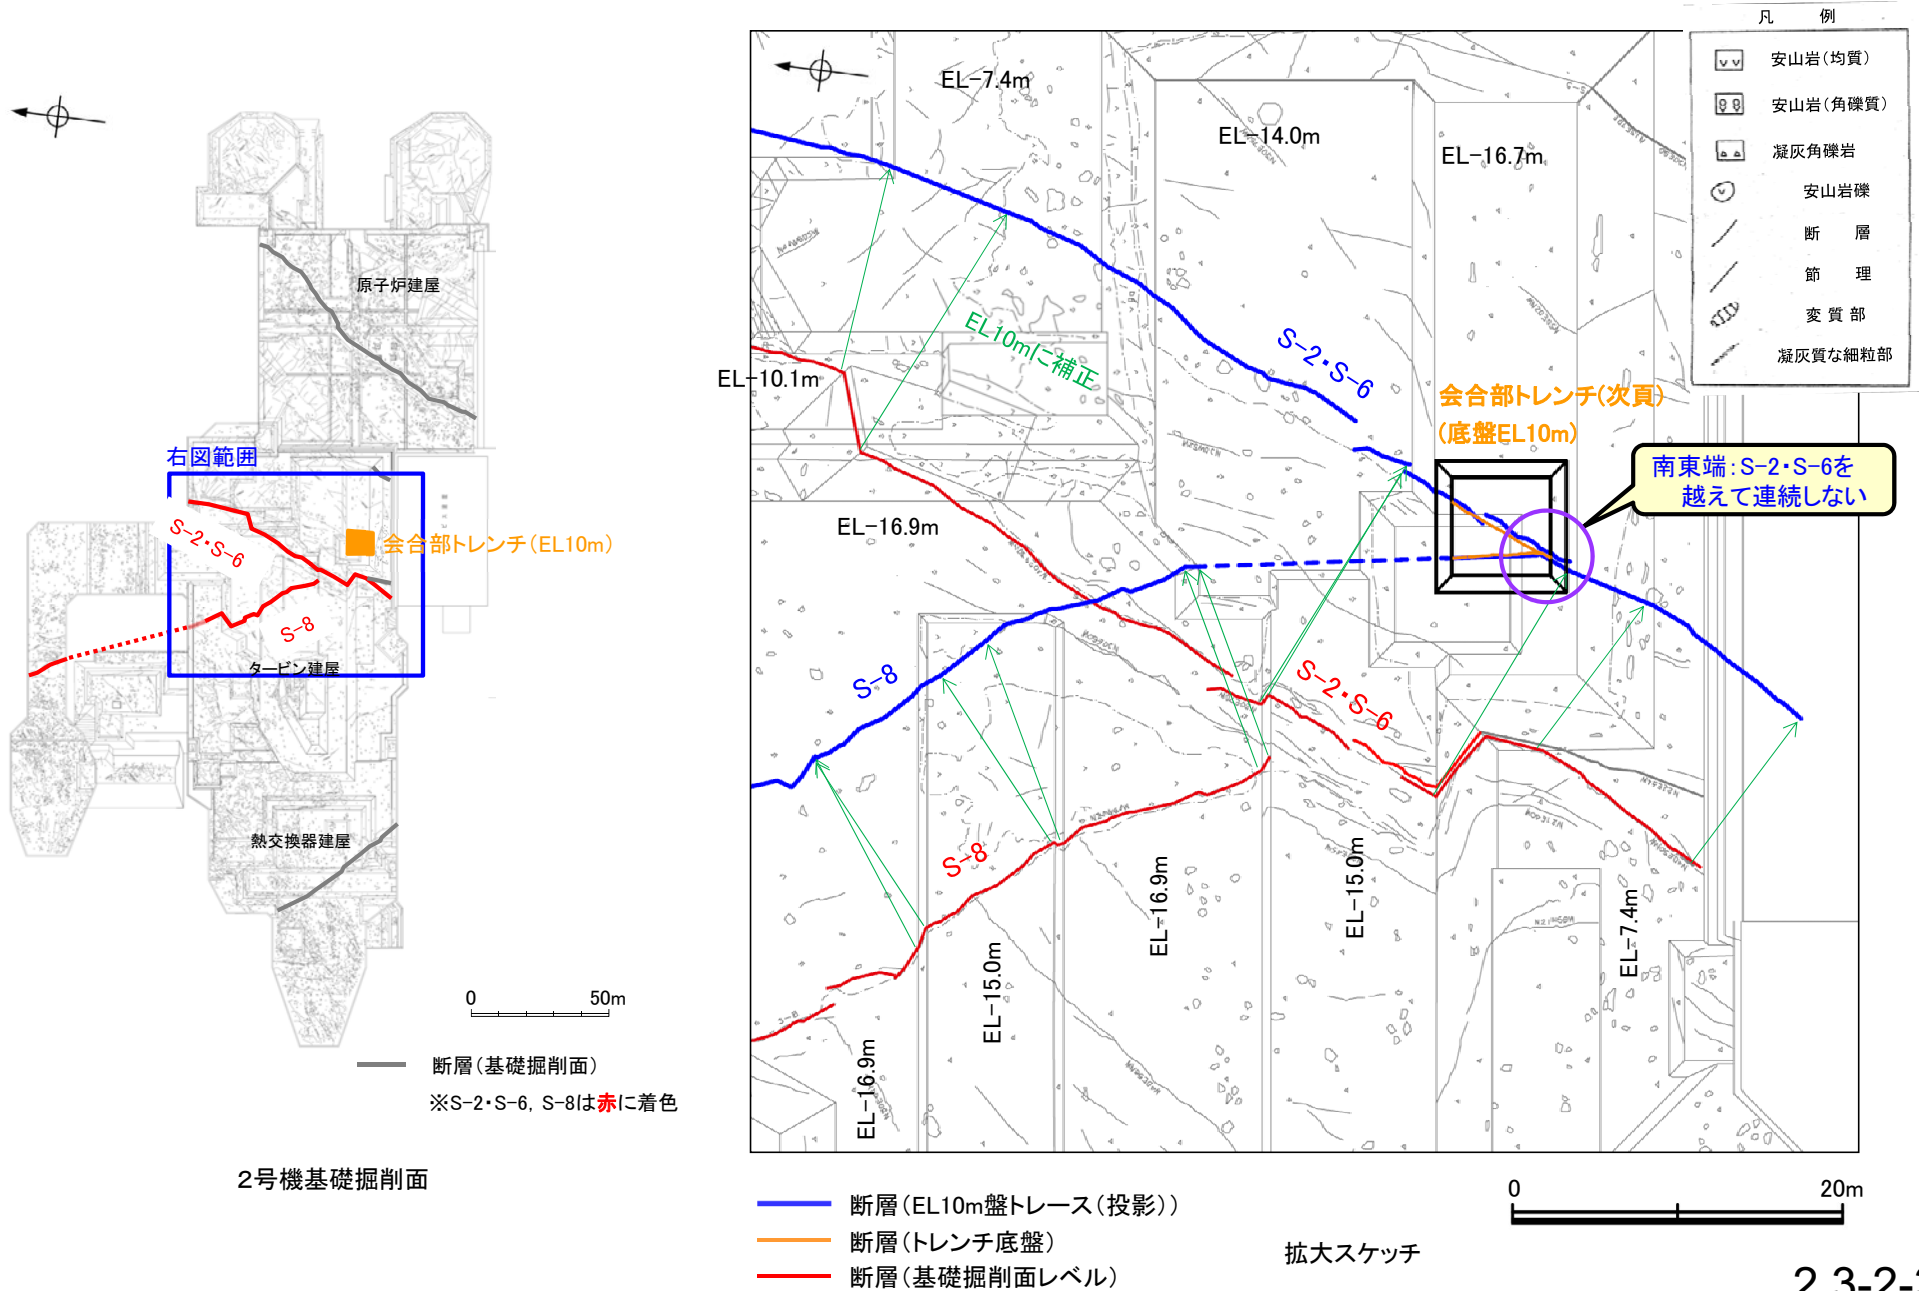 原子炉建屋
右図範囲
S-2・S-6
会合部トレンチ(EL10m)
S-8
タービン建屋
熱交換器建屋
0 50m
断層(基礎掘削面)
※S-2・S-6, S-8は赤に着色
2号機基礎掘削面
EL-7.4m
EL-14.0m
EL-16.7m
EL10mに補正
S-2・S-6
EL-10.1m
会合部トレンチ(次頁)
(底盤EL10m)
南東端:S-2・S-6を
越えて連続しない
EL-16.9m
S-8
S-2・S-6
S-8
EL-16.9m
EL-15.0m
EL-16.9m
EL-15.0m
EL-7.4m
凡 例
安山岩(均質)
安山岩(角礫質)
凝灰角礫岩
安山岩礫
断 層
節 理
変質部
凝灰質な細粒部
断層(EL10m盤トレース(投影))
断層(トレンチ底盤)
断層(基礎掘削面レベル)
拡大スケッチ
0 20m
2.3-2-